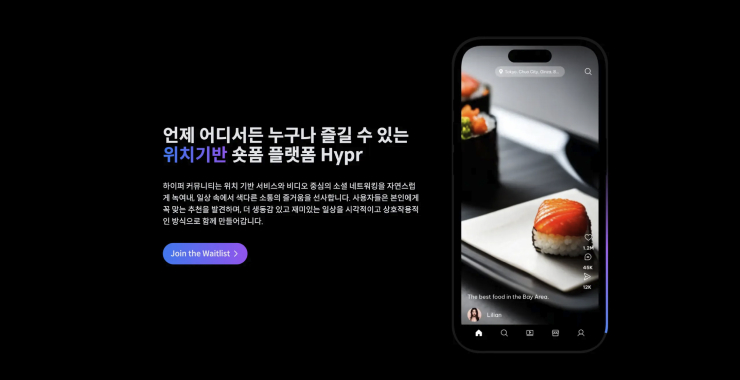 언제 어디서든 누구나 즐길 수 있는
위치기반 숏폼 플랫폼 Hypr
하이퍼 커뮤니티는 위치 기반 서비스와 비디오 중심의 소셜 네트워킹을 자연스럽
게 녹여내, 일상 속에서 색다른 소통의 즐거움을 선사합니다. 사용자들은 본인에게
꼭 맞는 추천을 발견하며, 더 생동감 있고 재미있는 일상을 시각적이고 상호작용적
인 방식으로 함께 만들어갑니다.
Join the Waitlist
1.2M
68K
12K
The best food in the Bay Area.
Lilian